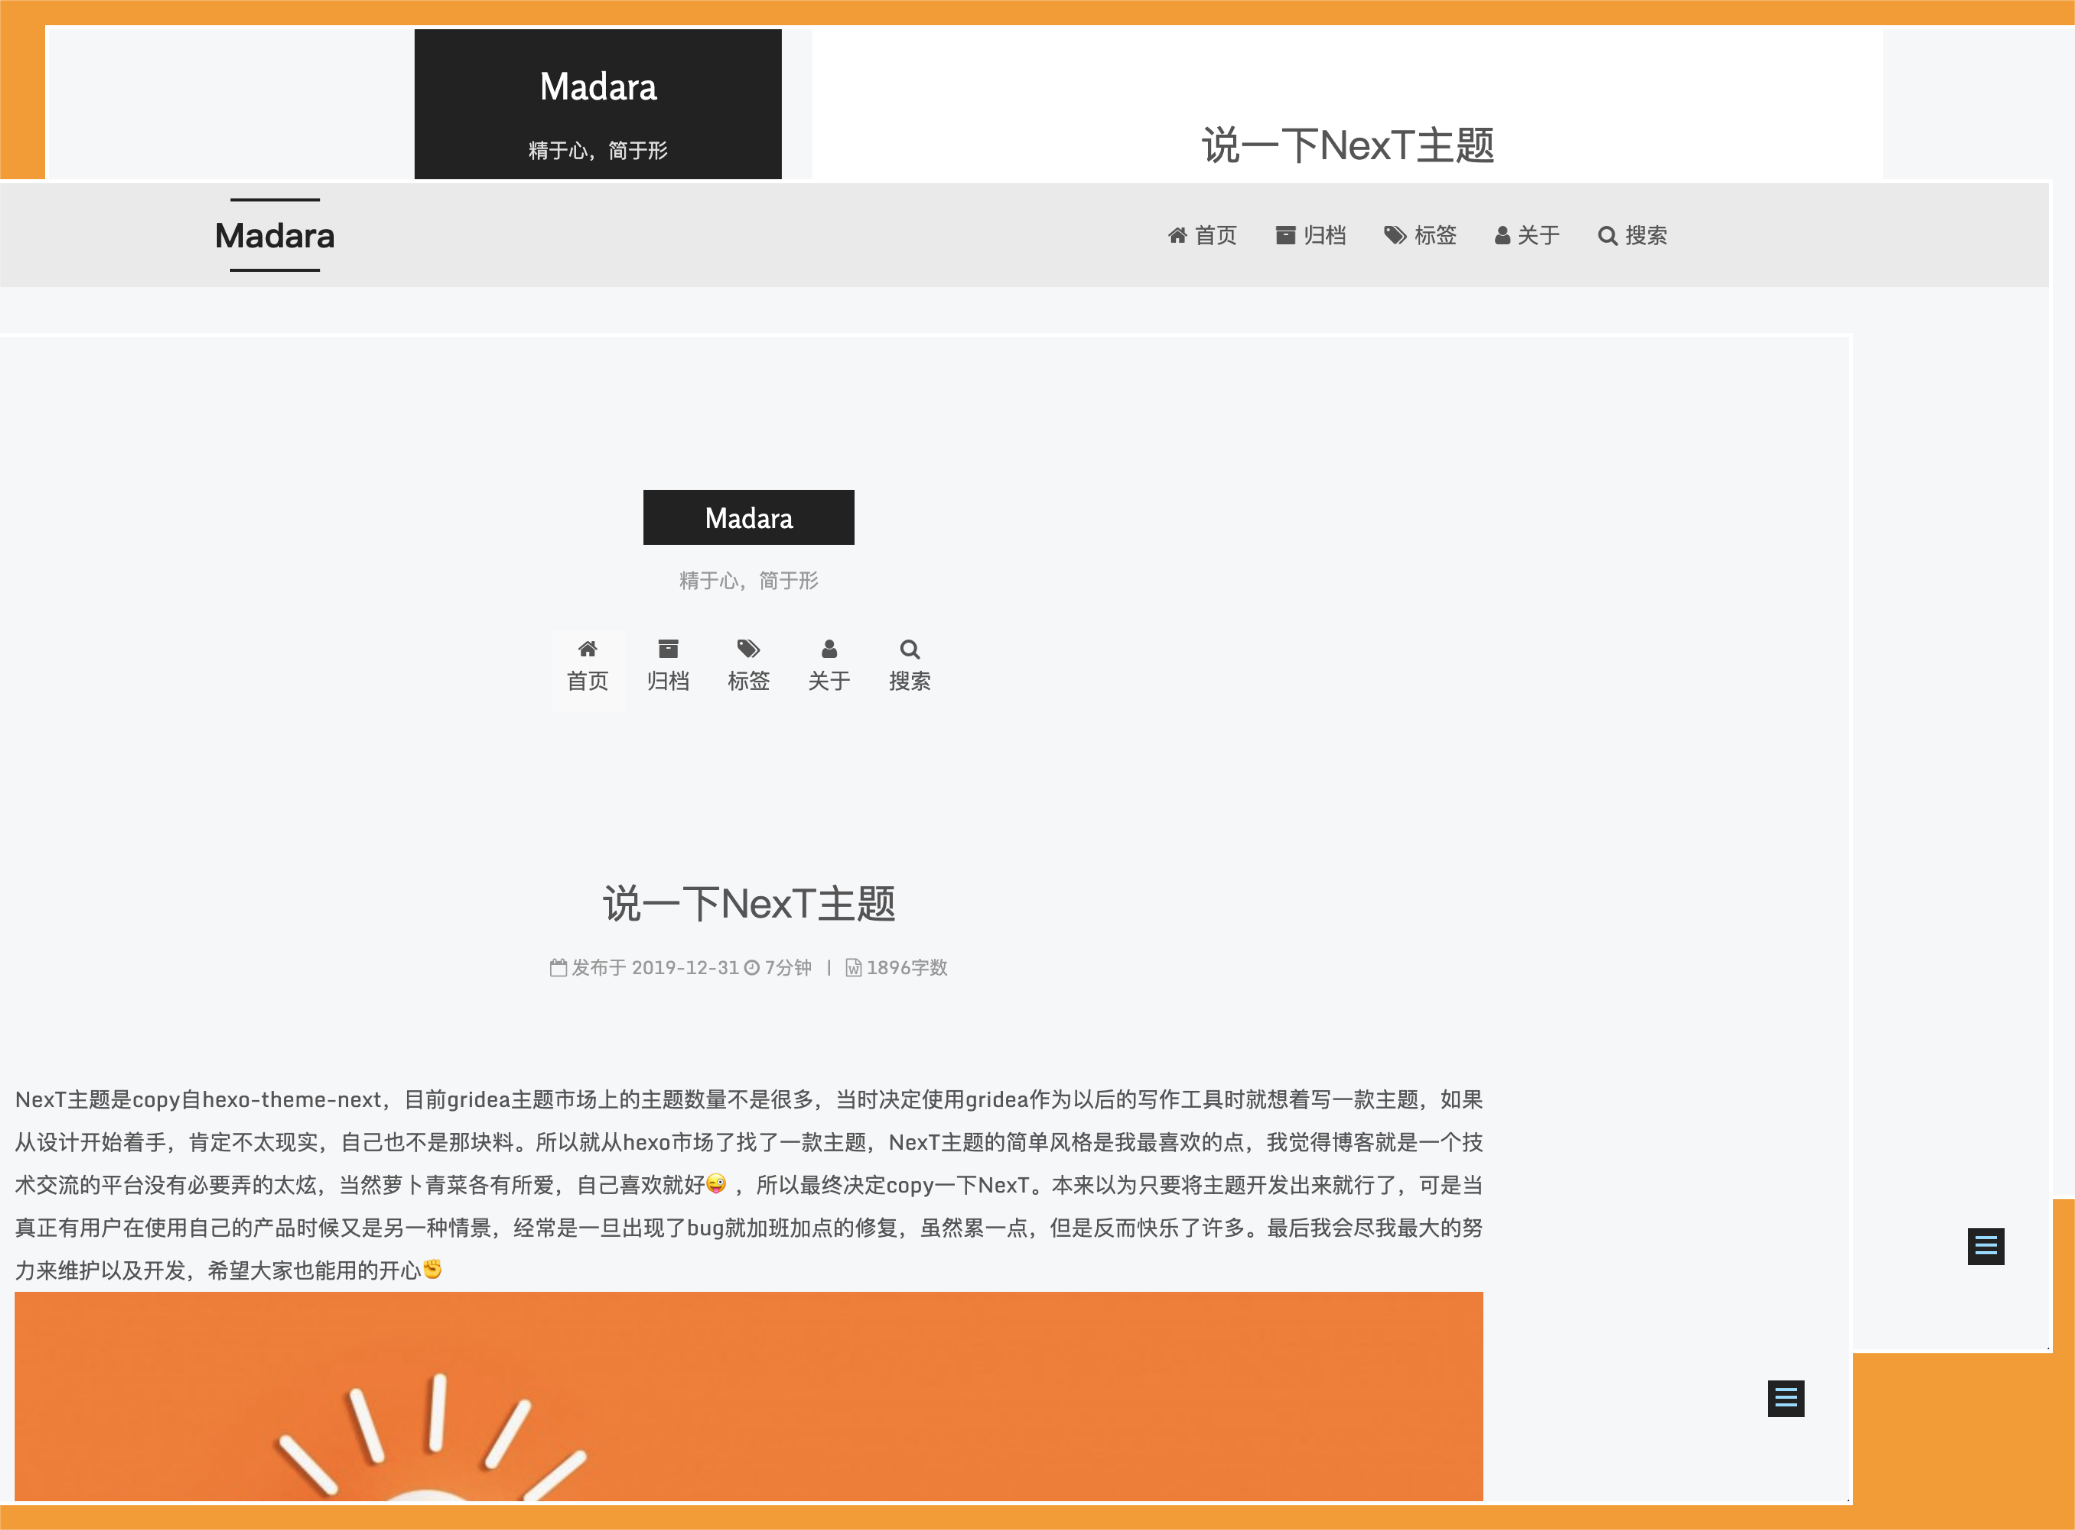 Madara
精于心，简于形
说一下NexT主题
Madara
首页 归档 标签 关于 搜索
Madara
精于心，简于形
首页 归档 标签 关于 搜索
说一下NexT主题
发布于 2019-12-31 7分钟 | 1896字数
NexT主题是copy自hexo-theme-next，目前gridea主题市场上的主题数量不是很多，当时决定使用gridea作为以后的写作工具时就想着写一款主题，如果
从设计开始着手，肯定不太现实，自己也不是那块料。所以就从hexo市场了找了一款主题，NexT主题的简单风格是我最喜欢的点，我觉得博客就是一个技
术交流的平台没有必要弄的太炫，当然萝卜青菜各有所爱，自己喜欢就好😜 ，所以最终决定copy一下NexT。本来以为只要将主题开发出来就行了，可是当
真正有用户在使用自己的产品时候又是另一种情景，经常是一旦出现了bug就加班加点的修复，虽然累一点，但是反而快乐了许多。最后我会尽我最大的努
力来维护以及开发，希望大家也能用的开心✊